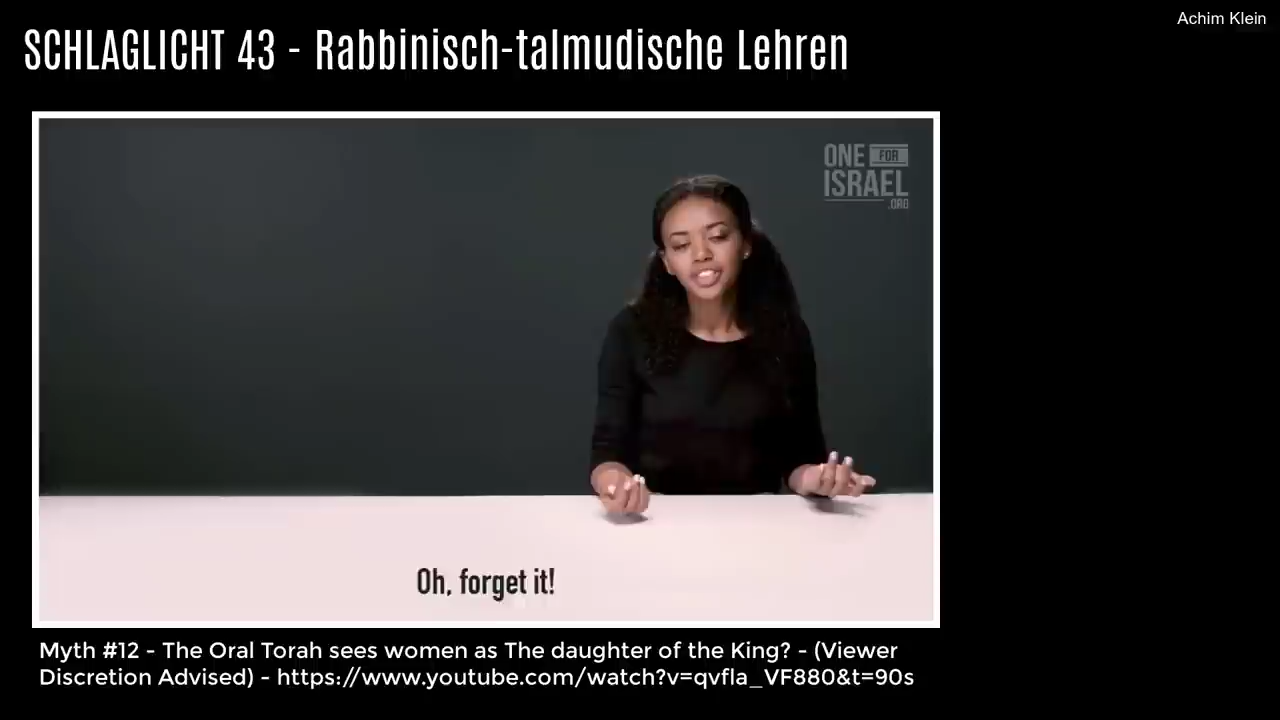 Achim Klein
SCHLAGLICHT 43 - Rabbinisch-talmudische Lehren
ONE FOR
ISRAEL
.ORG
Oh, forget it!
Myth #12 - The Oral Torah sees women as The daughter of the King? - (Viewer
Discretion Advised) - https://www.youtube.com/watch?v=qvfla_VF880&t=90s